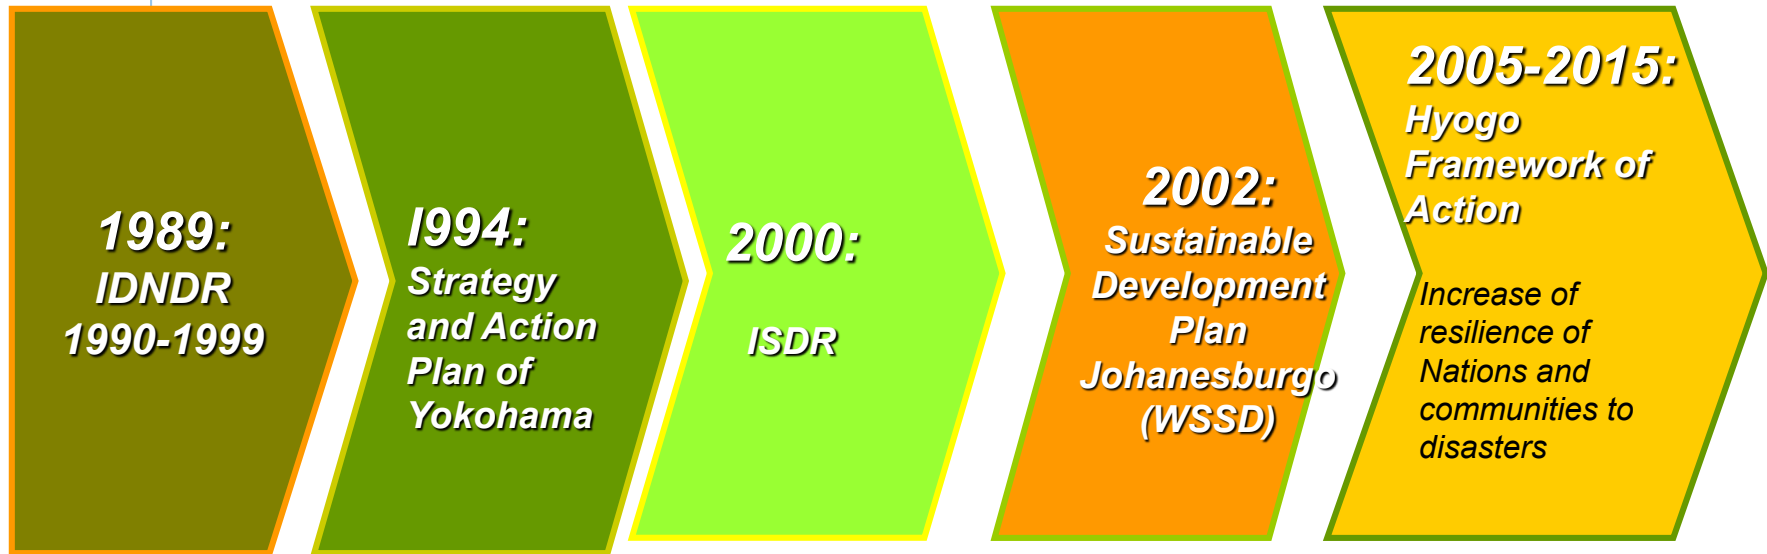 1989:
IDNDR
1990-1999
I994:
Strategy
and Action
Plan of
Yokohama
2000:
ISDR
2002:
Sustainable
Development
Plan
Johanesburgo
(WSSD)
2005-2015:
Hyogo
Framework of
Action
Increase of
resilience of
Nations and
communities to
disasters